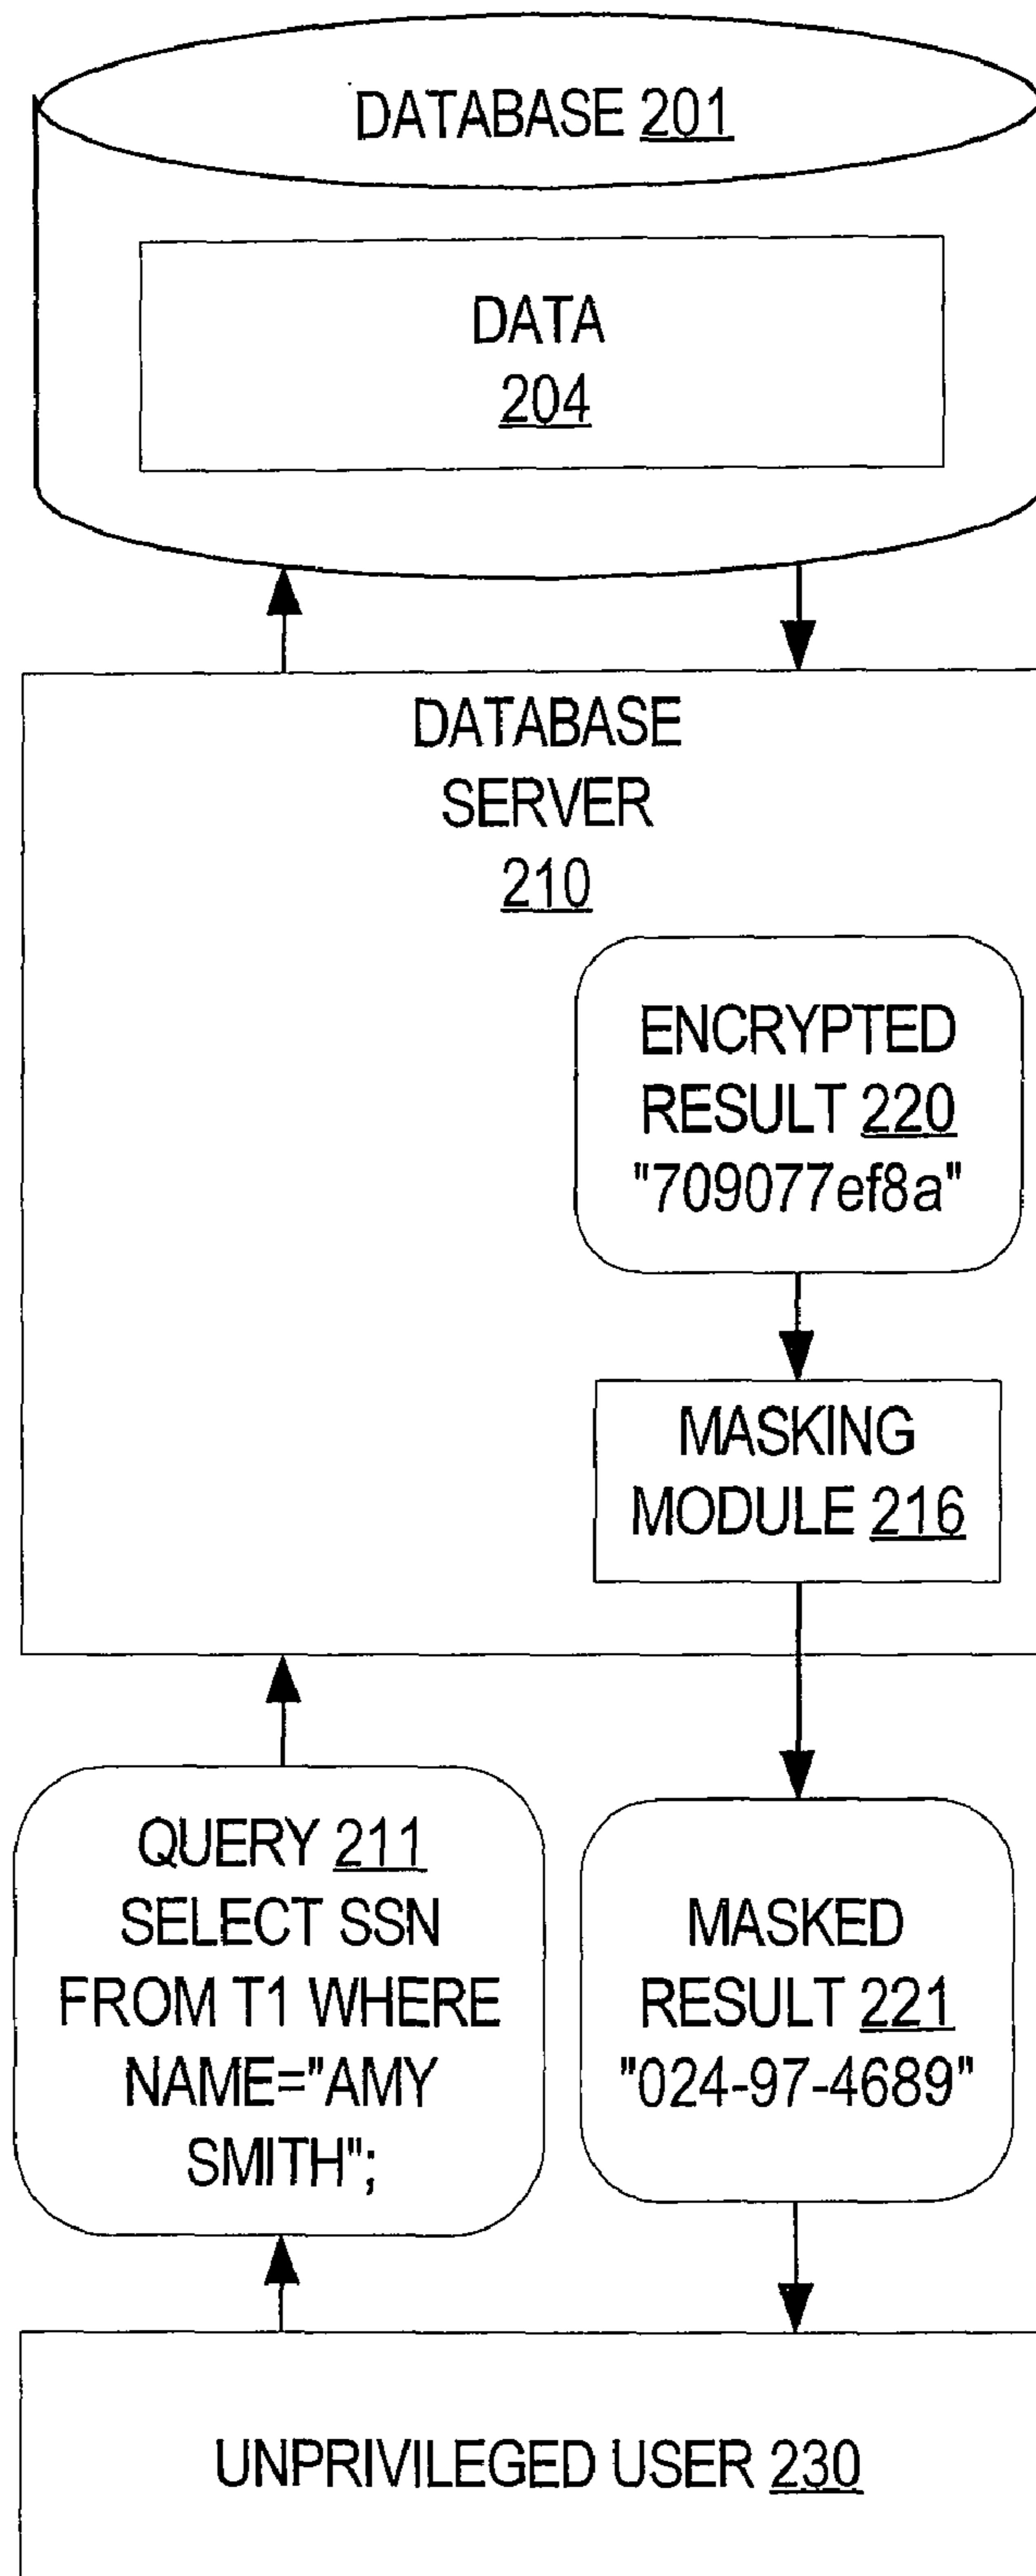 DATABASE 201
DATA
204
DATABASE
SERVER
210
ENCRYPTED
RESULT 220
"709077ef8a"
MASKING
MODULE 216
QUERY 211
SELECT SSN
FROM T1 WHERE
NAME="AMY
SMITH";
MASKED
RESULT 221
"024-97-4689"
UNPRIVILEGED USER 230